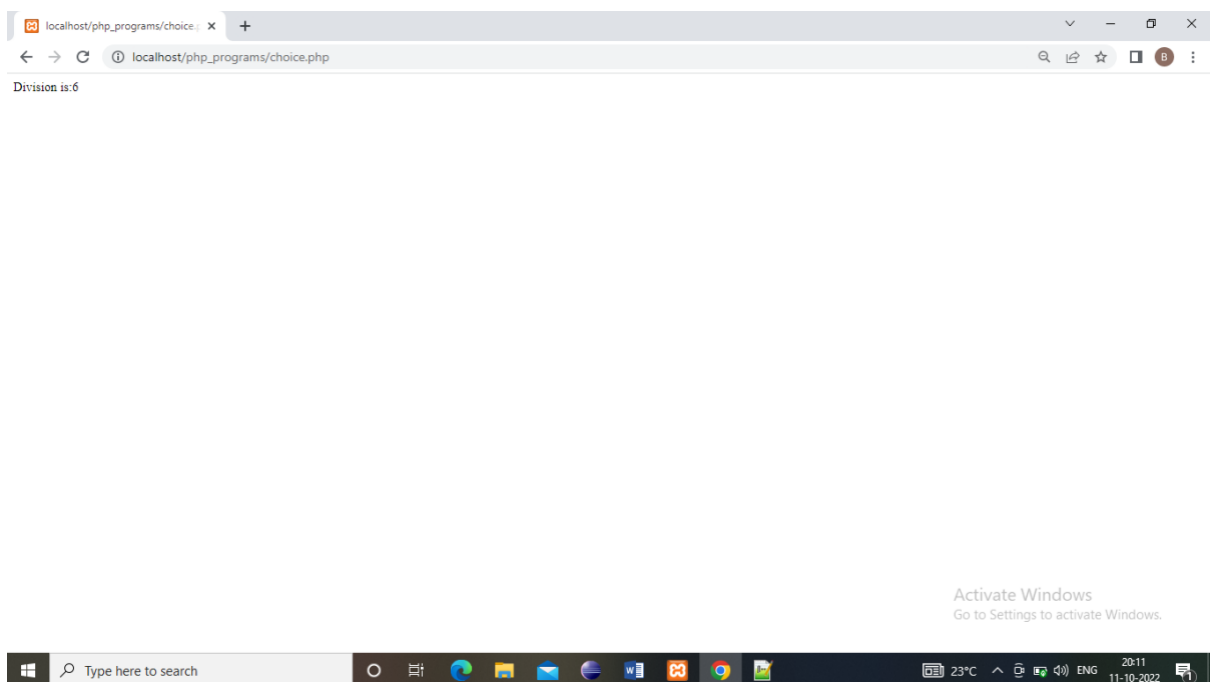 localhost/php_programs/choice.p
localhost/php_programs/choice.php
B
Division is:6
Activate Windows
Go to Settings to activate Windows.
Type here to search
W
23°C
ENG
20:11
11-10-2022
1